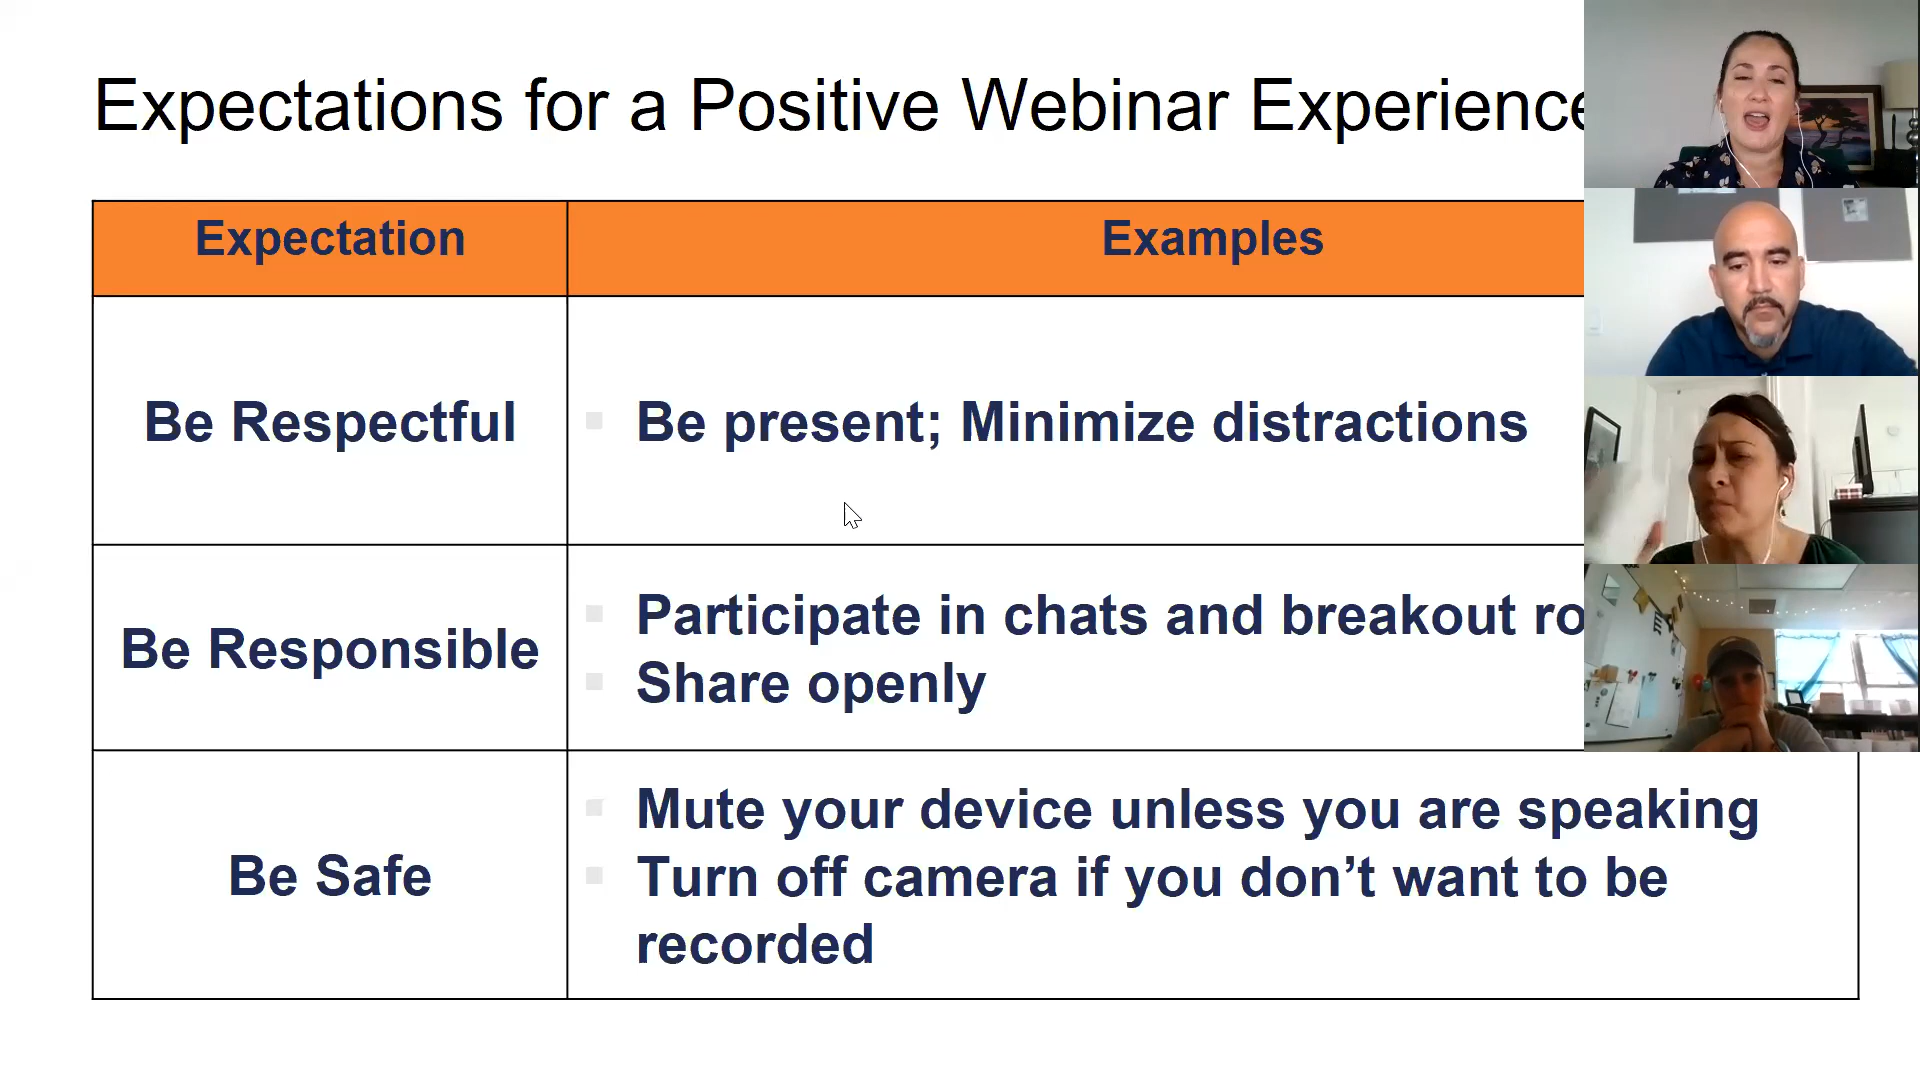 Expectations for a Positive Webinar Experience
Expectation
Examples
Be Respectful
Be present; Minimize distractions
Be Responsible
Participate in chats and breakout ro
Share openly
Be Safe
Mute your device unless you are speaking
Turn off camera if you don’t want to be
recorded